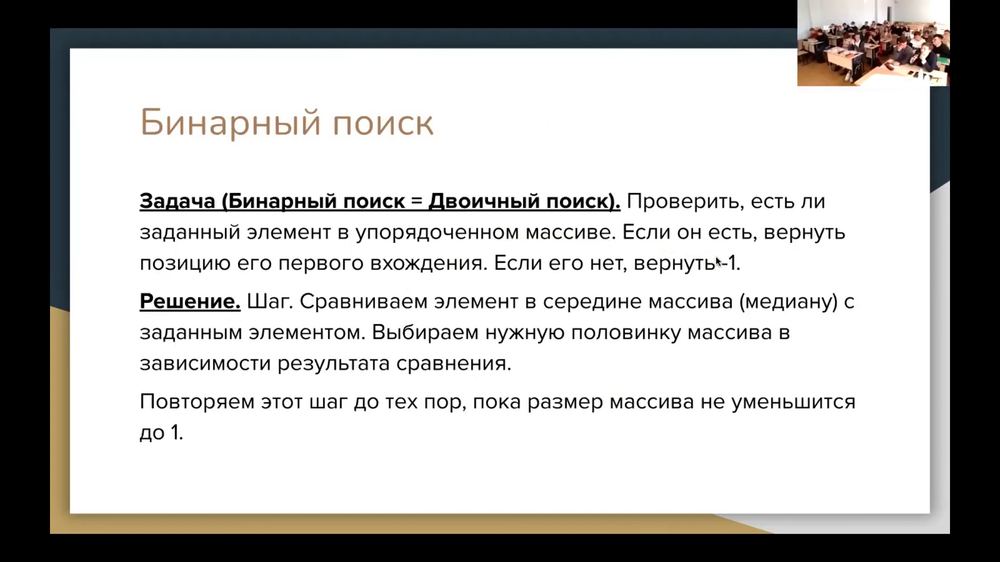 Бинарный поиск
Задача (Бинарный поиск = Двоичный поиск). Проверить, есть ли
заданный элемент в упорядоченном массиве. Если он есть, вернуть
позицию его первого вхождения. Если его нет, вернуть -1.
Решение. Шаг. Сравниваем элемент в середине массива (медиану) с
заданным элементом. Выбираем нужную половинку массива в
зависимости результата сравнения.
Повторяем этот шаг до тех пор, пока размер массива не уменьшится
до 1.